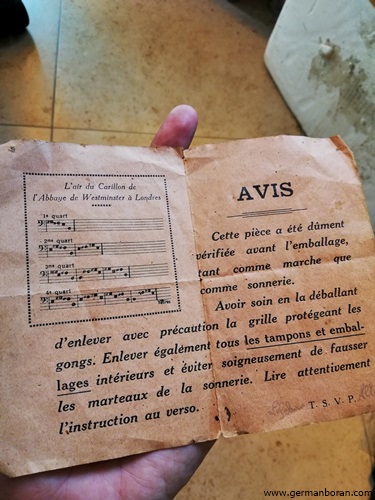 L'air du Carillon de
l'Abbaye de Westminster à Londres
1er quart
2me quart
3me quart
4e quart
AVIS
Cette pièce a été dûment
vérifiée avant l'emballage,
tant comme marche que
comme sonnerie.
Avoir soin en la déballant
d'enlever avec précaution la grille protégeant les
gongs. Enlever également tous les tampons et embal-
lages intérieurs et éviter soigneusement de fausser
les marteaux de la sonnerie. Lire attentivement
l'instruction au verso.
T. S. V. P.
www.germanboran.com